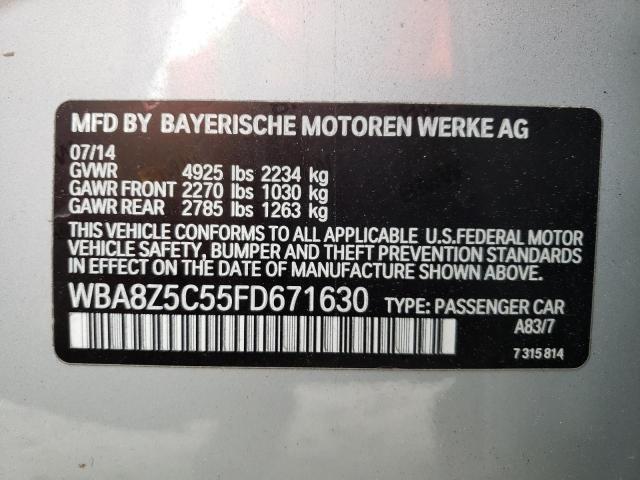 MFD BY BAYERISCHE MOTOREN WERKE AG
07/14
GVWR 4925 lbs 2234 kg
GAWR FRONT 2270 lbs 1030 kg
GAWR REAR 2785 lbs 1263 kg
THIS VEHICLE CONFORMS TO ALL APPLICABLE U.S.FEDERAL MOTOR
VEHICLE SAFETY, BUMPER AND THEFT PREVENTION STANDARDS
IN EFFECT ON THE DATE OF MANUFACTURE SHOWN ABOVE.
WBA8Z5C55FD671630 TYPE: PASSENGER CAR
A83/7
7 315 814